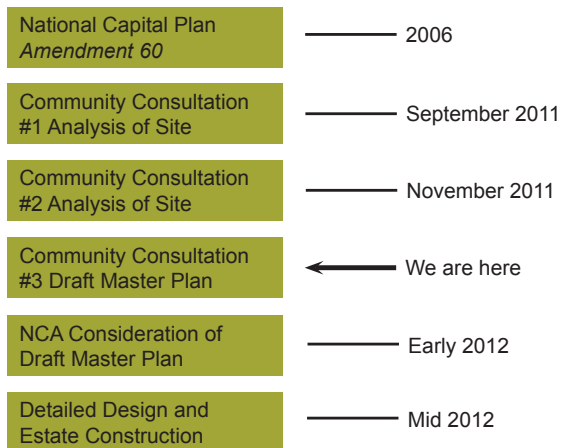 National Capital Plan
Amendment 60
2006
Community Consultation
#1 Analysis of Site
September 2011
Community Consultation
#2 Analysis of Site
November 2011
Community Consultation
#3 Draft Master Plan
We are here
NCA Consideration of
Draft Master Plan
Early 2012
Detailed Design and
Estate Construction
Mid 2012